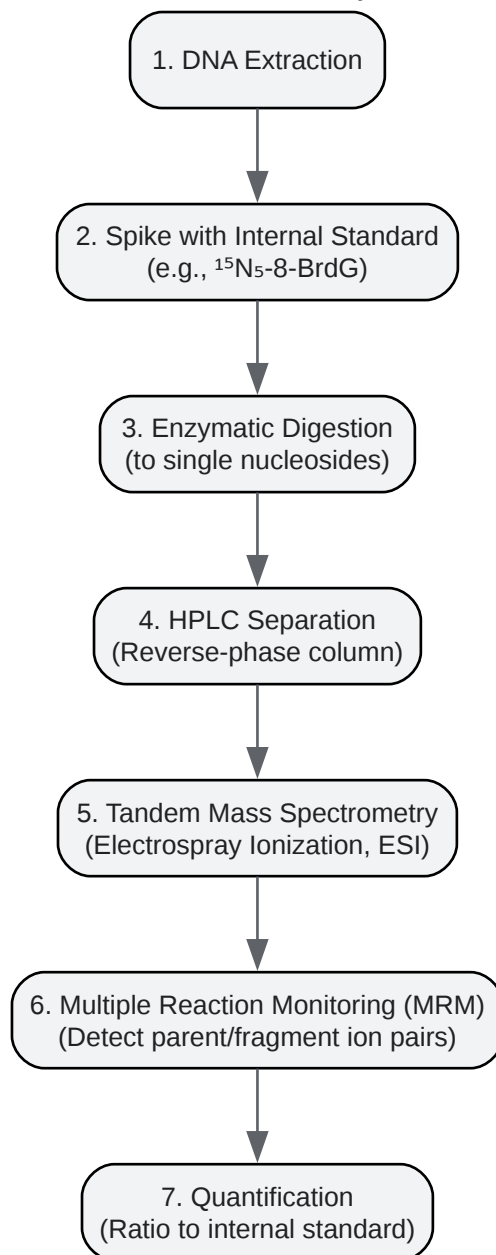 1. DNA Extraction
2. Spike with Internal Standard
(e.g., ¹⁵N₅-8-BrdG)
3. Enzymatic Digestion
(to single nucleosides)
4. HPLC Separation
(Reverse-phase column)
5. Tandem Mass Spectrometry
(Electrospray Ionization, ESI)
6. Multiple Reaction Monitoring (MRM)
(Detect parent/fragment ion pairs)
7. Quantification
(Ratio to internal standard)